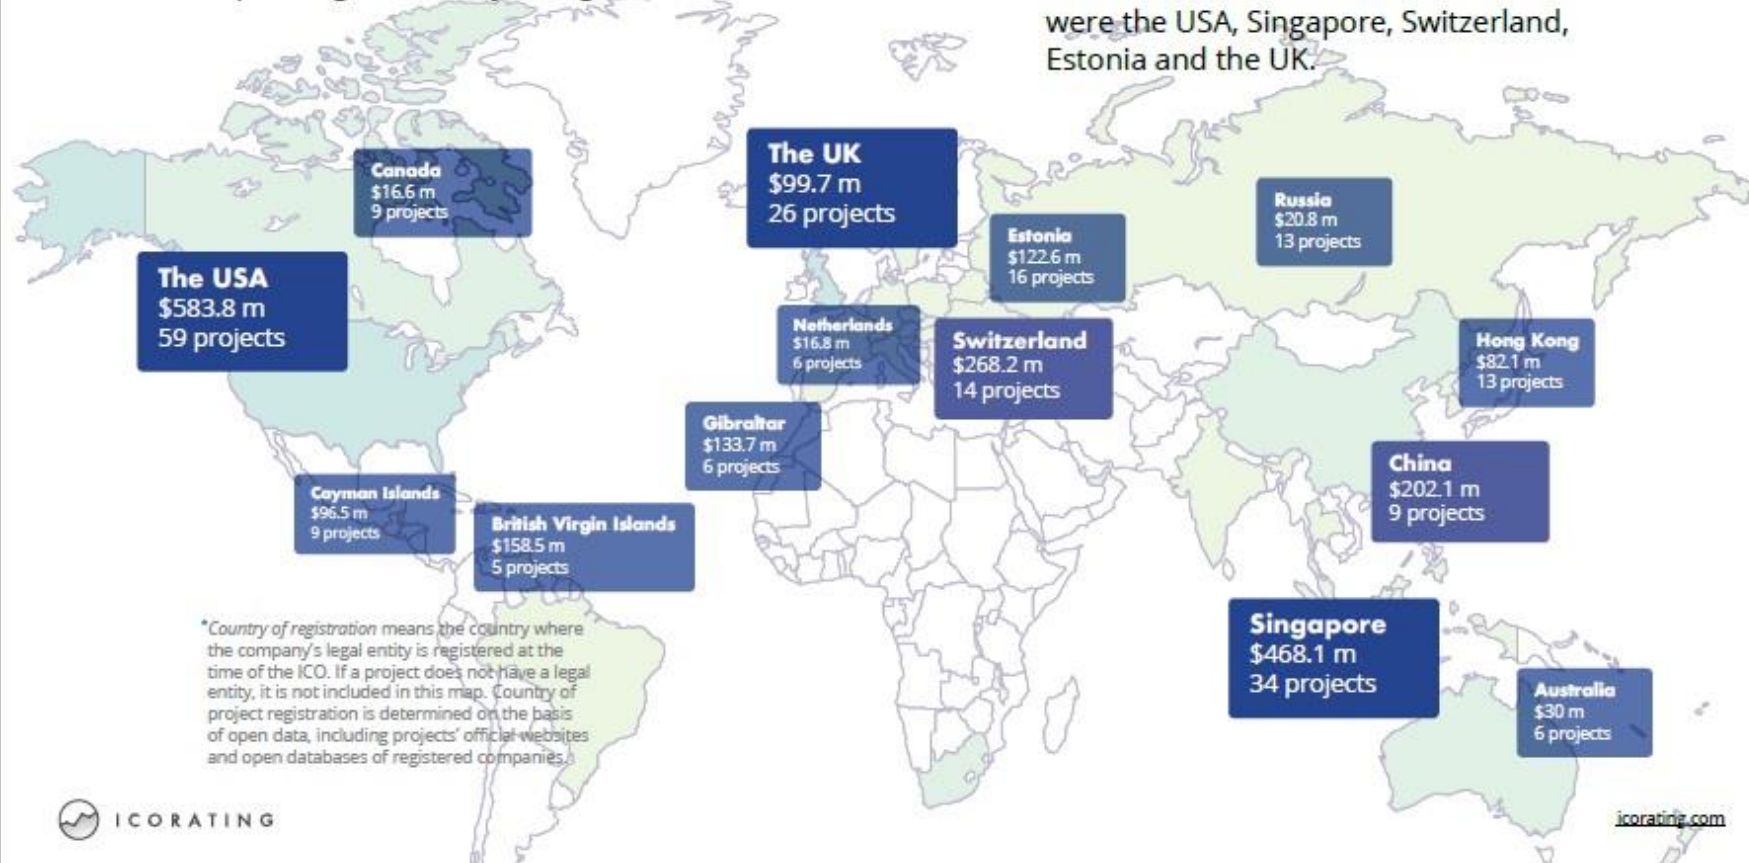 were the USA, Singapore, Switzerland,
Estonia and the UK.
Canada
$16.6 m
9 projects
The UK
$99.7 m
26 projects
Russia
$20.8 m
13 projects
Estonia
$122.6 m
16 projects
The USA
$583.8 m
59 projects
Netherlands
$16.8 m
6 projects
Switzerland
$268.2 m
14 projects
Hong Kong
$82.1 m
13 projects
Gibraltar
$133.7 m
6 projects
China
$202.1 m
9 projects
Cayman Islands
$96.5 m
9 projects
British Virgin Islands
$158.5 m
5 projects
Singapore
$468.1 m
34 projects
Australia
$30 m
6 projects
*Country of registration means the country where
the company's legal entity is registered at the
time of the ICO. If a project does not have a legal
entity, it is not included in this map. Country of
project registration is determined on the basis
of open data, including projects' official websites
and open databases of registered companies.
ICORATING
icorating.com